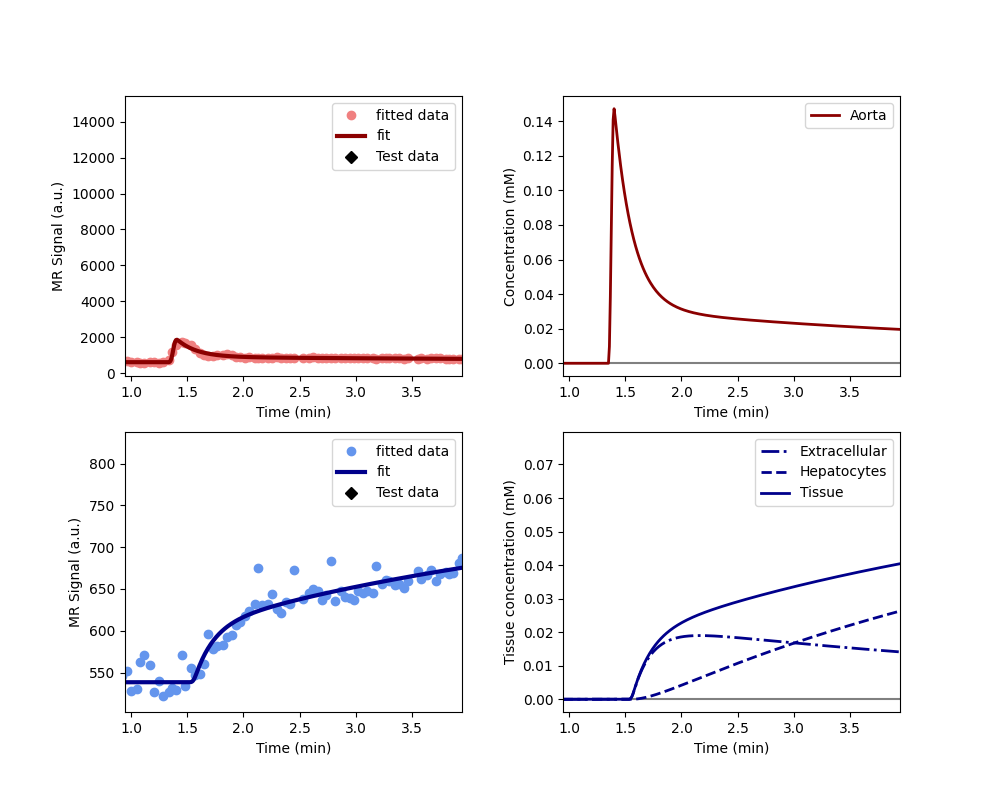 14000
12000
10000
8000
6000
4000
2000
0
MR Signal (a.u.)
fitted data
fit
Test data
1.0 1.5 2.0 2.5 3.0 3.5
Time (min)
0.14
0.12
0.10
0.08
0.06
0.04
0.02
0.00
Concentration (mM)
Aorta
1.0 1.5 2.0 2.5 3.0 3.5
Time (min)
800
750
700
650
600
550
MR Signal (a.u.)
fitted data
fit
Test data
1.0 1.5 2.0 2.5 3.0 3.5
Time (min)
0.07
0.06
0.05
0.04
0.03
0.02
0.01
0.00
Tissue concentration (mM)
Extracellular
Hepatocytes
Tissue
1.0 1.5 2.0 2.5 3.0 3.5
Time (min)